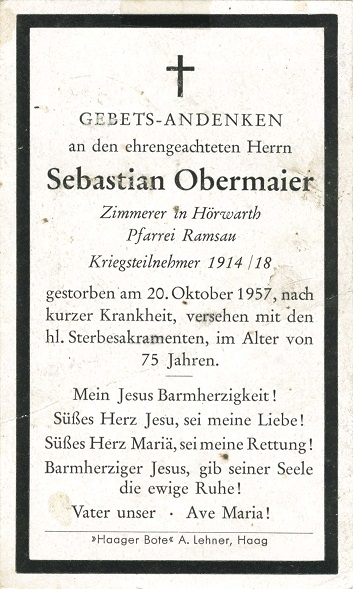 GEBETS-ANDENKEN
an den ehrengeachteten Herrn
Sebastian Obermaier
Zimmerer in Hörwarth
Pfarrei Ramsau
Kriegsteilnehmer 1914/18
gestorben am 20. Oktober 1957, nach
kurzer Krankheit, versehen mit den
hl. Sterbesakramenten, im Alter von
75 Jahren.
Mein Jesus Barmherzigkeit!
Süßes Herz Jesu, sei meine Liebe!
Süßes Herz Mariä, sei meine Rettung!
Barmherziger Jesus, gib seiner Seele
die ewige Ruhe!
Vater unser · Ave Maria!
»Haager Bote« A. Lehner, Haag